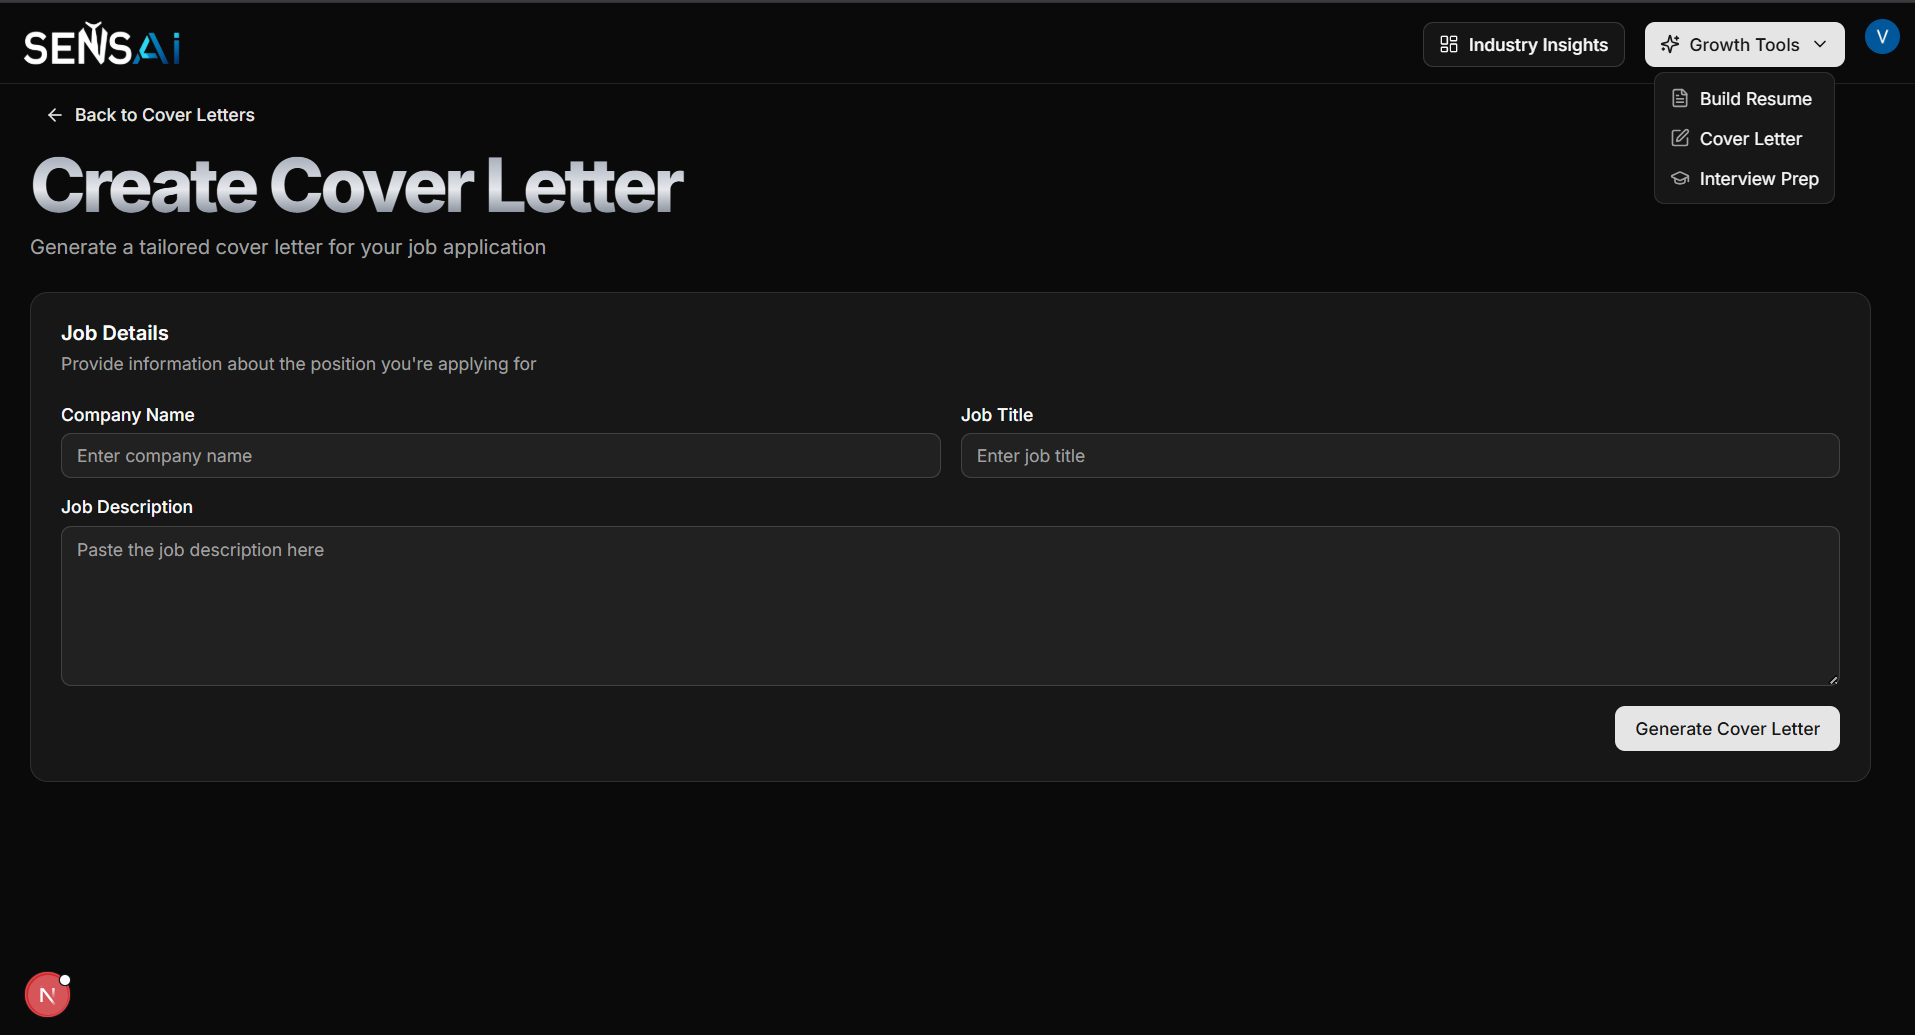 SENSAi
Industry Insights
Growth Tools
V
Build Resume
Cover Letter
Interview Prep
Back to Cover Letters
Create Cover Letter
Generate a tailored cover letter for your job application
Job Details
Provide information about the position you're applying for
Company Name
Job Title
Enter company name
Enter job title
Job Description
Paste the job description here
Generate Cover Letter
N